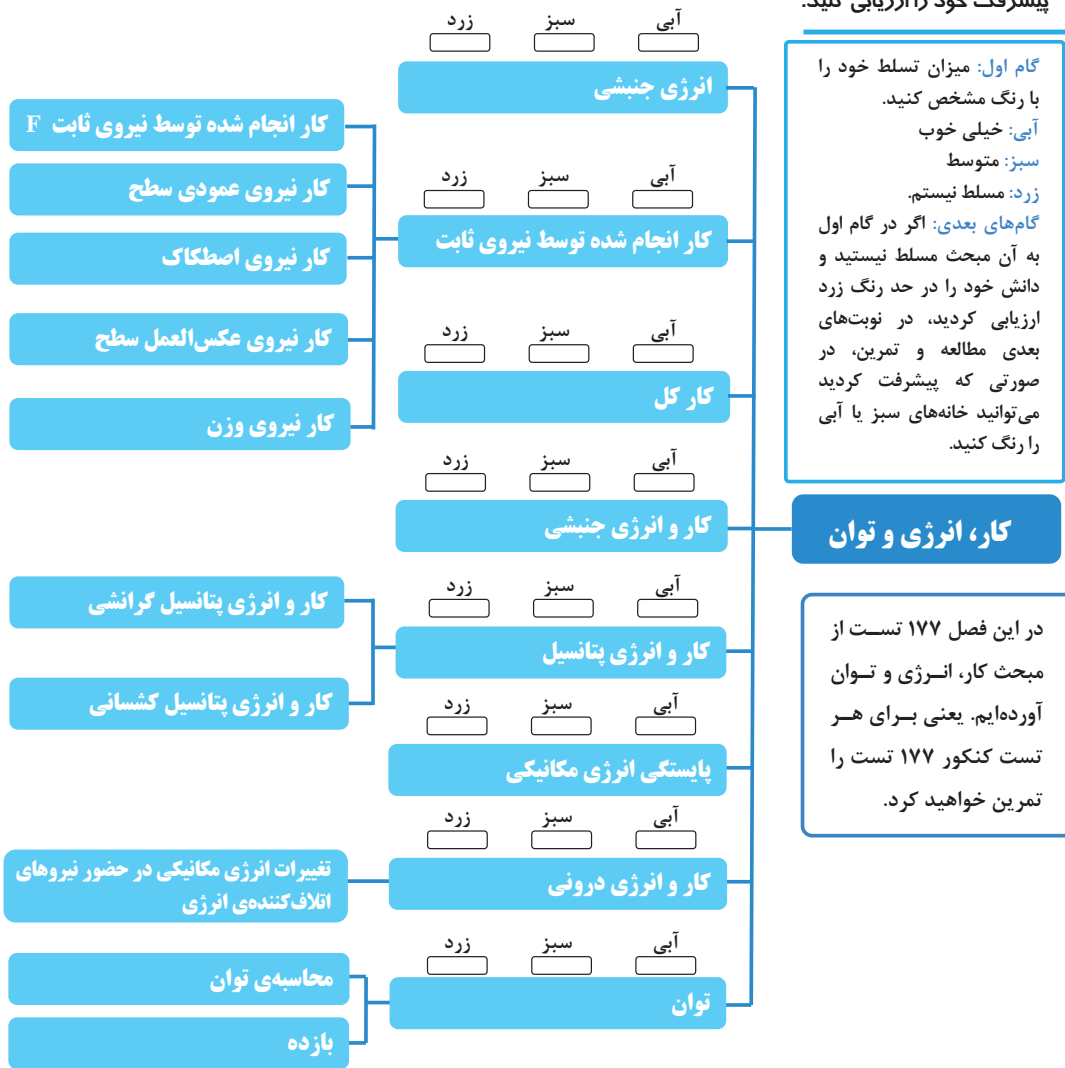 پیشرفت خود را ارزیابی کنید.
گام اول: میزان تسلط خود را
با رنگ مشخص کنید.
آبی: خیلی خوب
سبز: متوسط
زرد: مسلط نیستم.
گام‌های بعدی: اگر در گام اول
به آن مبحث مسلط نیستید و
دانش خود را در حد رنگ زرد
ارزیابی کردید، در نوبت‌های
بعدی مطالعه و تمرین، در
صورتی که پیشرفت کردید
می‌توانید خانه‌های سبز یا آبی
را رنگ کنید.
کار، انرژی و توان
در این فصل ۱۷۷ تست از
مبحث کار، انرژی و توان
آورده‌ایم. یعنی برای هر
تست کنکور ۱۷۷ تست را
تمرین خواهید کرد.
آبی سبز زرد
انرژی جنبشی
آبی سبز زرد
کار انجام شده توسط نیروی ثابت
کار انجام شده توسط نیروی ثابت F
کار نیروی عمودی سطح
کار نیروی اصطکاک
کار نیروی عکس‌العمل سطح
کار نیروی وزن
آبی سبز زرد
کار کل
آبی سبز زرد
کار و انرژی جنبشی
آبی سبز زرد
کار و انرژی پتانسیل
کار و انرژی پتانسیل گرانشی
کار و انرژی پتانسیل کشسانی
آبی سبز زرد
پایستگی انرژی مکانیکی
آبی سبز زرد
کار و انرژی درونی
تغییرات انرژی مکانیکی در حضور نیروهای
اتلاف‌کننده‌ی انرژی
آبی سبز زرد
توان
محاسبه‌ی توان
بازده